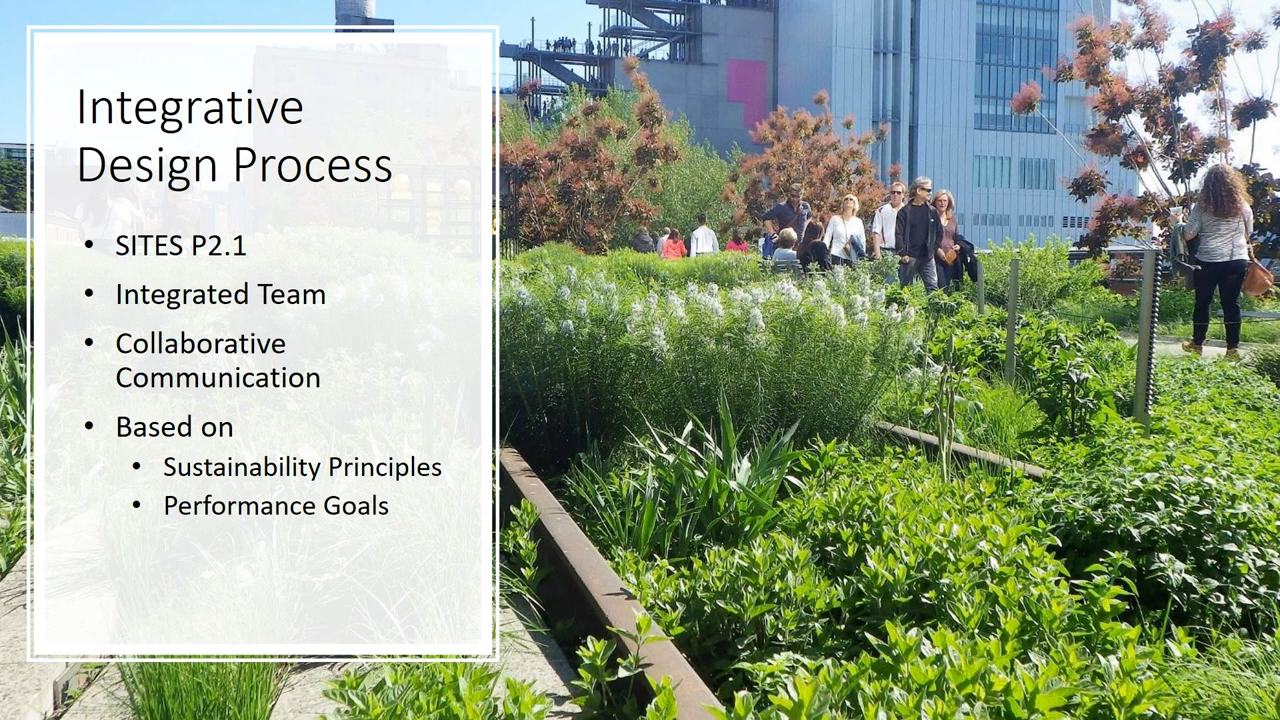 Integrative
Design Process
• SITES P2.1
• Integrated Team
• Collaborative
Communication
• Based on
• Sustainability Principles
• Performance Goals